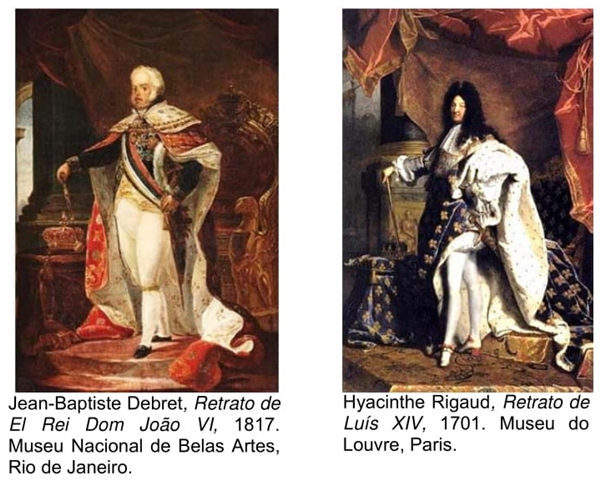 Jean-Baptiste Debret, Retrato de
El Rei Dom João VI, 1817.
Museu Nacional de Belas Artes,
Rio de Janeiro.
Hyacinthe Rigaud, Retrato de
Luís XIV, 1701. Museu do
Louvre, Paris.